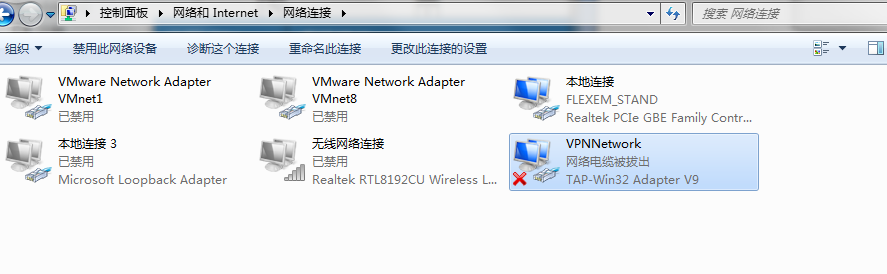 控制面板 ▸ 网络和 Internet ▸ 网络连接 ▸
搜索 网络连接
组织 禁用此网络设备 诊断这个连接 重命名此连接 更改此连接的设置
VMware Network Adapter
VMnet1
已禁用
VMware Network Adapter
VMnet8
已禁用
本地连接
FLEXEM_STAND
Realtek PCIe GBE Family Contr...
本地连接 3
已禁用
Microsoft Loopback Adapter
无线网络连接
已禁用
Realtek RTL8192CU Wireless L...
VPNNetwork
网络电缆被拔出
TAP-Win32 Adapter V9